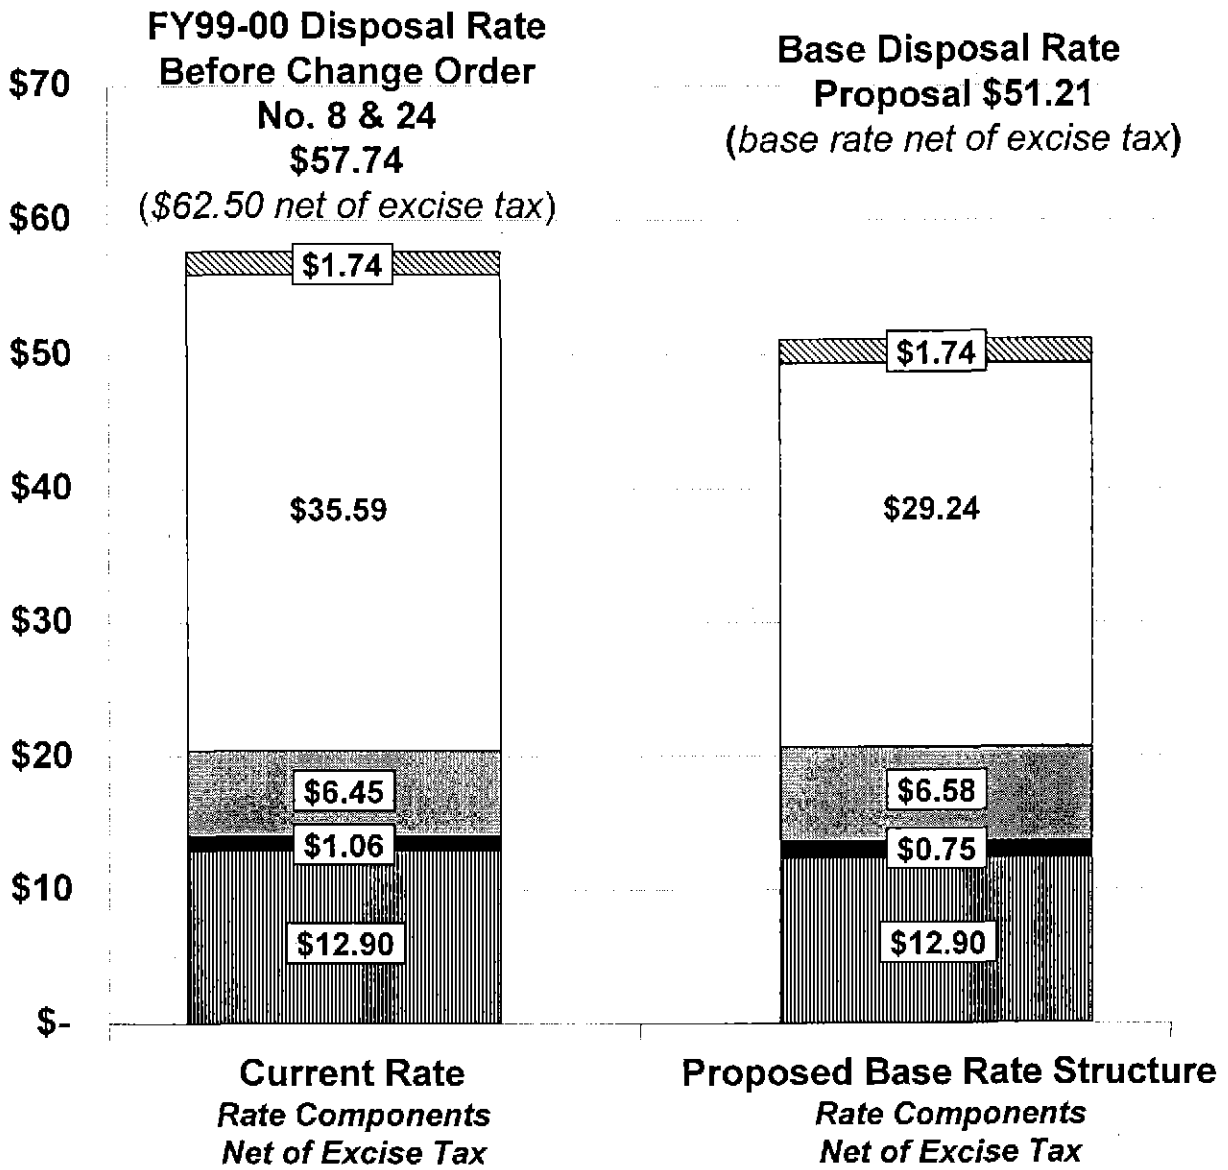 FY99-00 Disposal Rate
Before Change Order
No. 8 & 24
$57.74
($62.50 net of excise tax)
Base Disposal Rate
Proposal $51.21
(base rate net of excise tax)
$70
$60
$50
$40
$30
$20
$10
$-
$1.74
$35.59
$6.45
$1.06
$12.90
$1.74
$29.24
$6.58
$0.75
$12.90
Current Rate
Rate Components
Net of Excise Tax
Proposed Base Rate Structure
Rate Components
Net of Excise Tax